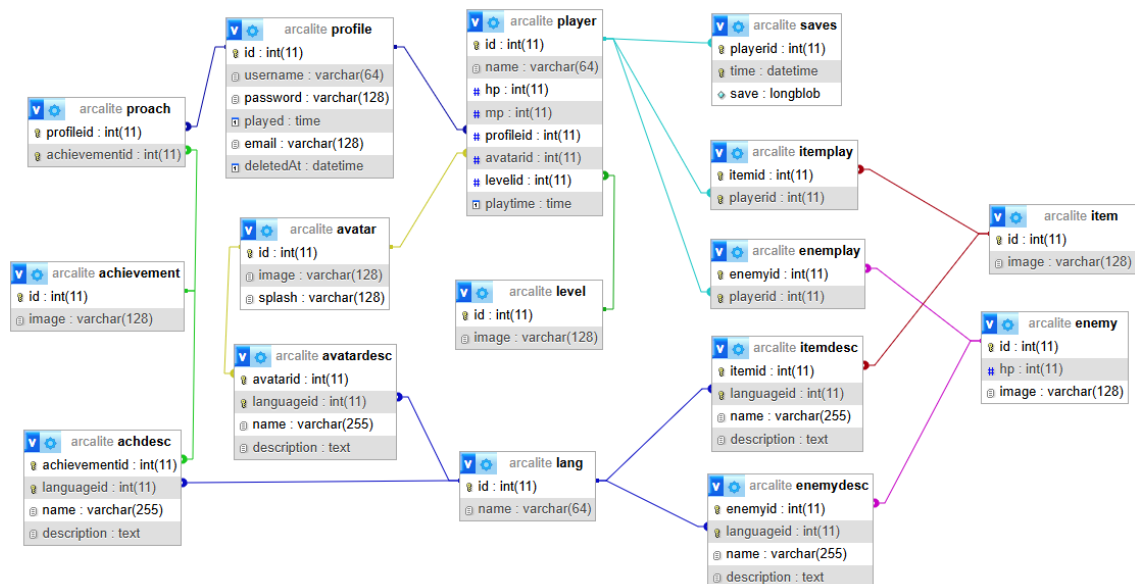 arcalite proach
profileid : int(11)
achievementid : int(11)
arcalite profile
id : int(11)
username : varchar(64)
password : varchar(128)
played : time
email : varchar(128)
deletedAt : datetime
arcalite player
id : int(11)
name : varchar(64)
hp : int(11)
mp : int(11)
profileid : int(11)
avatarid : int(11)
levelid : int(11)
playtime : time
arcalite saves
playerid : int(11)
time : datetime
save : longblob
arcalite itemplay
itemid : int(11)
playerid : int(11)
arcalite item
id : int(11)
image : varchar(128)
arcalite avatar
id : int(11)
image : varchar(128)
splash : varchar(128)
arcalite enemplay
enemyid : int(11)
playerid : int(11)
arcalite achievement
id : int(11)
image : varchar(128)
arcalite level
id : int(11)
image : varchar(128)
arcalite enemy
id : int(11)
hp : int(11)
image : varchar(128)
arcalite avatardesc
avatarid : int(11)
languageid : int(11)
name : varchar(255)
description : text
arcalite itemdesc
itemid : int(11)
languageid : int(11)
name : varchar(255)
description : text
arcalite achdesc
achievementid : int(11)
languageid : int(11)
name : varchar(255)
description : text
arcalite lang
id : int(11)
name : varchar(64)
arcalite enemydesc
enemyid : int(11)
languageid : int(11)
name : varchar(255)
description : text